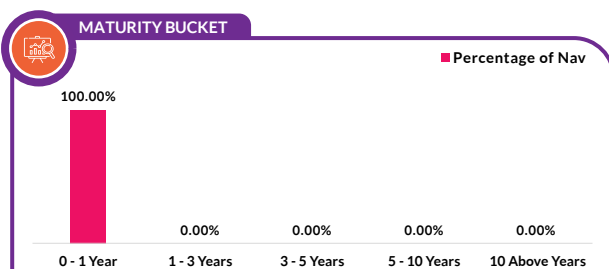 MATURITY BUCKET
Percentage of Nav
100.00%
0.00% 0.00% 0.00% 0.00%
0 - 1 Year 1 - 3 Years 3 - 5 Years 5 - 10 Years 10 Above Years